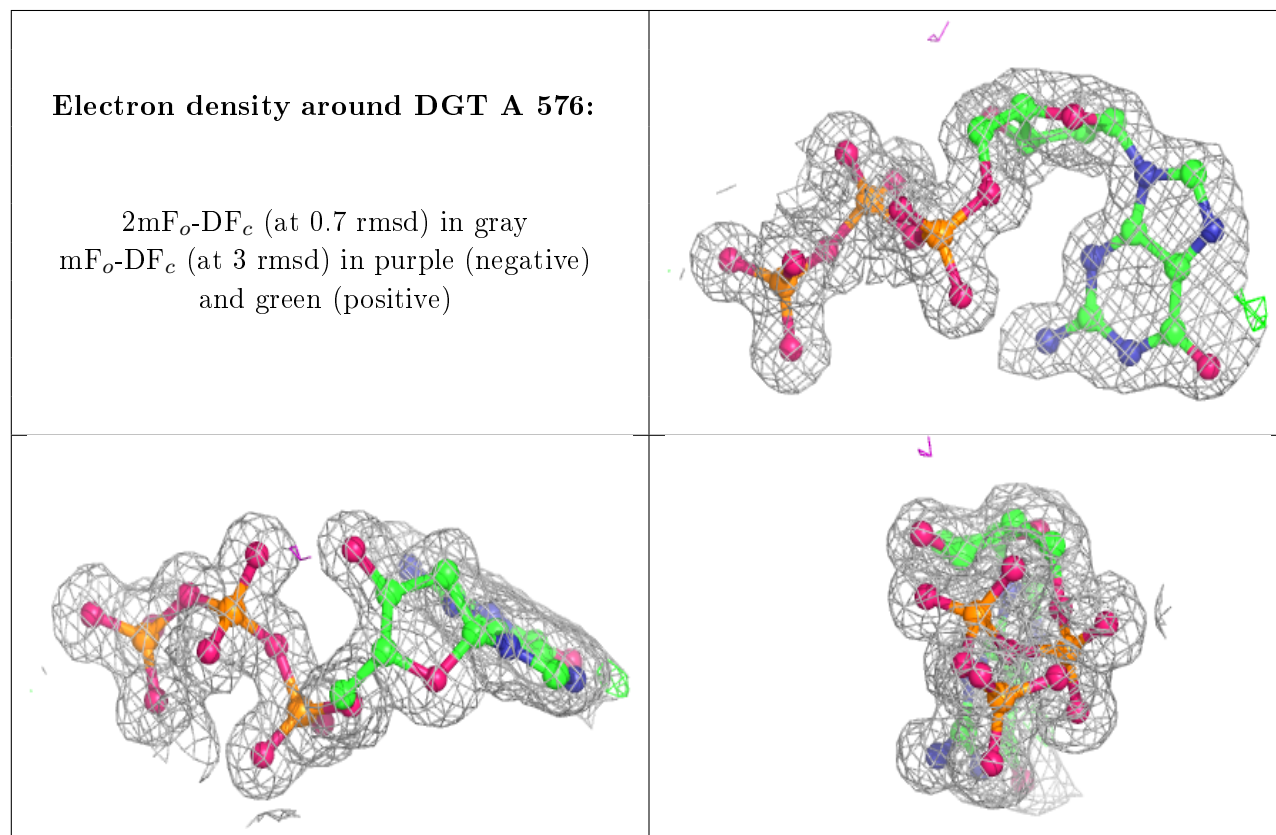 Electron density around DGT A 576:
2mFo-DFc (at 0.7 rmsd) in gray
mFo-DFc (at 3 rmsd) in purple (negative)
and green (positive)